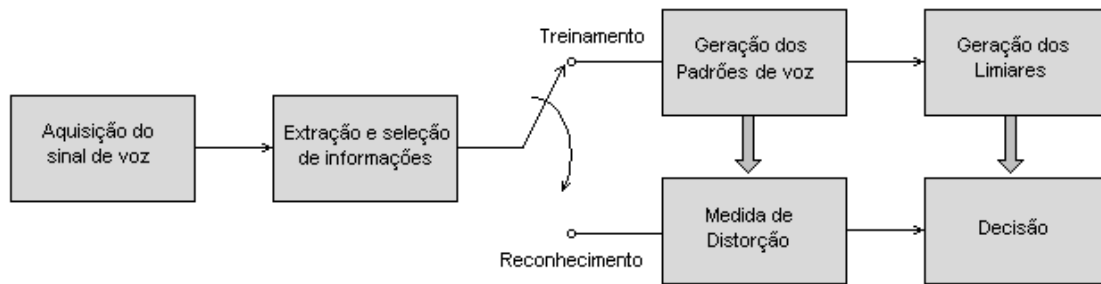 Treinamento
Geração dos
Padrões de voz
Geração dos
Limiares
Aquisição do
sinal de voz
Extração e seleção
de informações
Reconhecimento
Medida de
Distorção
Decisão